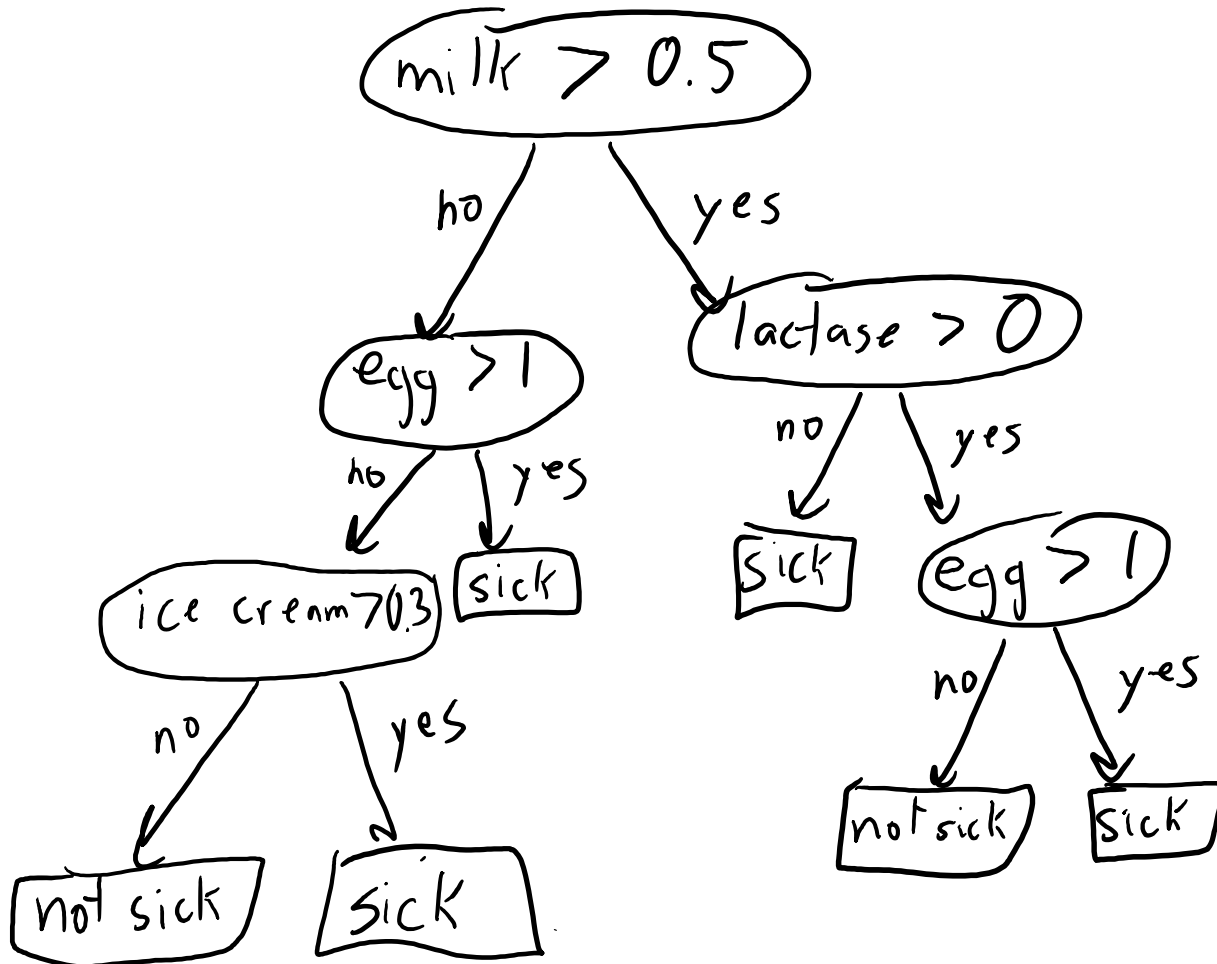 milk > 0.5
no
yes
lactase > 0
egg > 1
no
yes
no
yes
sick
sick
egg > 1
ice cream > 0.3
no
yes
no
yes
not sick
sick
not sick
sick